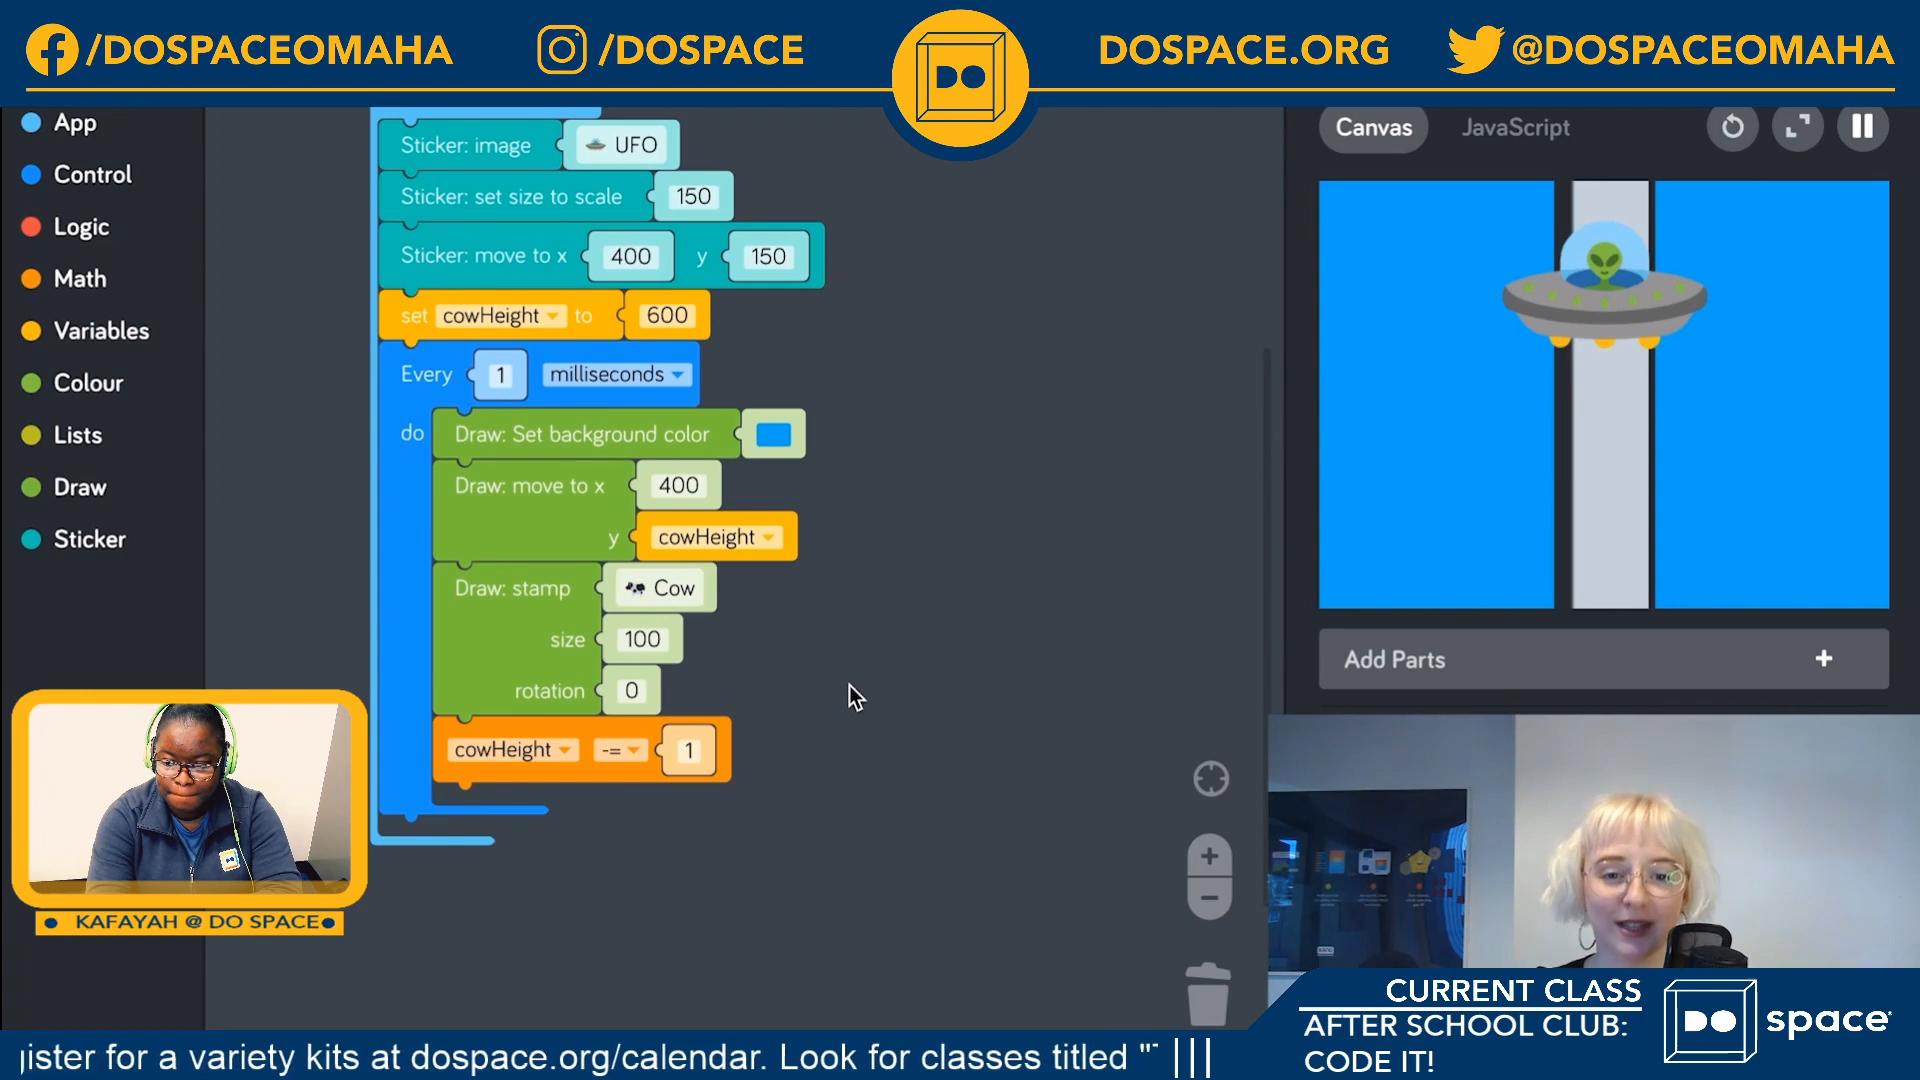 /DOSPACEOMAHA
/DOSPACE
DO
DOSPACE.ORG
@DOSPACEOMAHA
App
Control
Logic
Math
Variables
Colour
Lists
Draw
Sticker
Sticker: image UFO
Sticker: set size to scale 150
Sticker: move to x 400 y 150
set cowHeight to 600
Every 1 milliseconds
do Draw: Set background color
Draw: move to x 400
y cowHeight
Draw: stamp Cow
size 100
rotation 0
cowHeight -= 1
Canvas JavaScript
Add Parts +
KAFAYAH @ DO SPACE
CURRENT CLASS
AFTER SCHOOL CLUB:
CODE IT!
DO space
ister for a variety kits at dospace.org/calendar. Look for classes titled "